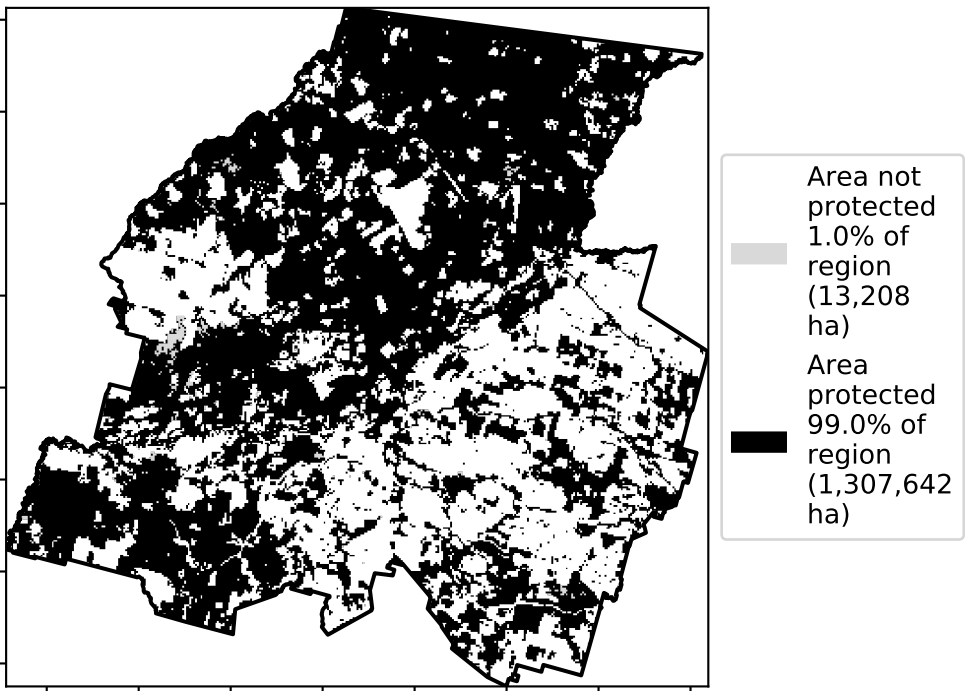 Area not
protected
1.0% of
region
(13,208
ha)
Area
protected
99.0% of
region
(1,307,642
ha)